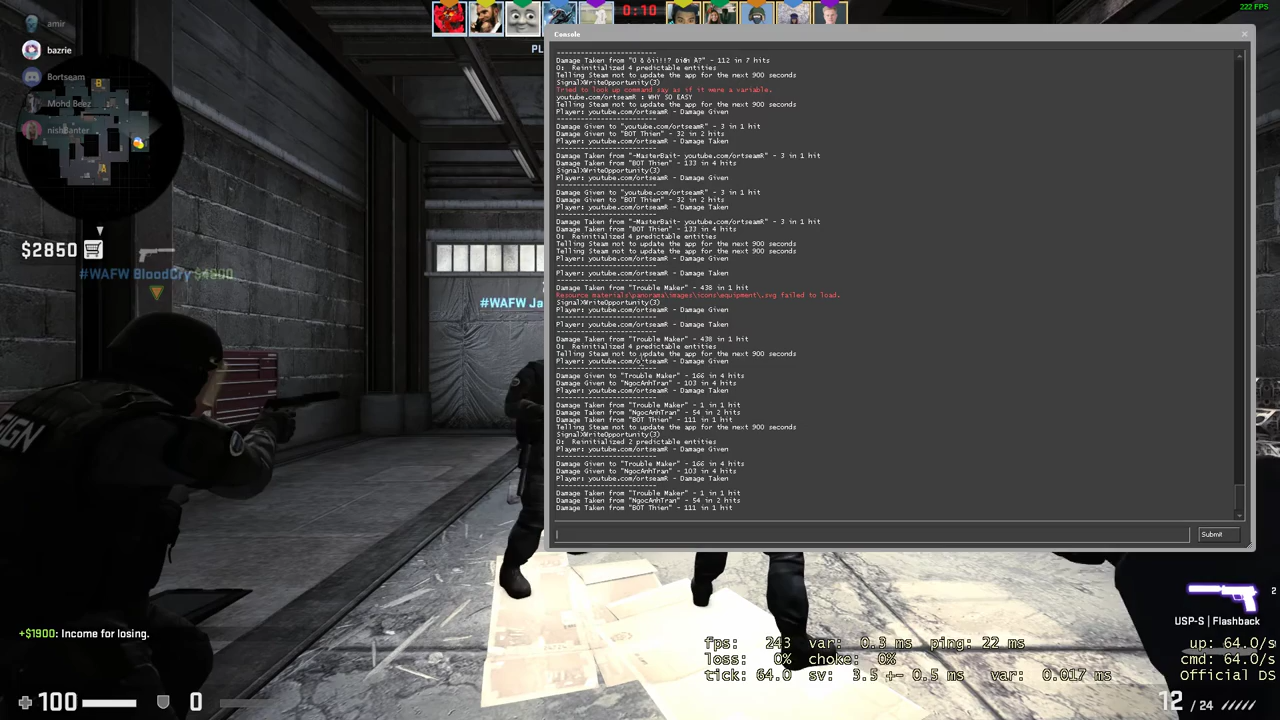 amir
bazrie
Bortseam
Mohd Beez
nishBanter
B
A
0:10
222 FPS
PL
$2850
#WAFW BloodCry $4900
#WAFW Ja
Console
-------------------------
- 112 in 7 hits
0:  Reinitialized 4 predictable entities
Telling Steam not to update the app for the next 900 seconds
SignalXWriteOpportunity(3)
Tried to look up command say as if it were a variable.
youtube.com/ortseamR : WHY SO EASY
Telling Steam not to update the app for the next 900 seconds
Player: youtube.com/ortseamR - Damage Given
-------------------------
Damage Given to "youtube.com/ortseamR" - 3 in 1 hit
Damage Given to "BOT Thien" - 32 in 2 hits
Player: youtube.com/ortseamR - Damage Taken
-------------------------
Damage Taken from "-MasterBait- youtube.com/ortseamR" - 3 in 1 hit
Damage Taken from "BOT Thien" - 133 in 4 hits
SignalXWriteOpportunity(3)
Player: youtube.com/ortseamR - Damage Given
-------------------------
Damage Given to "youtube.com/ortseamR" - 3 in 1 hit
Damage Given to "BOT Thien" - 32 in 2 hits
Player: youtube.com/ortseamR - Damage Taken
-------------------------
Damage Taken from "-MasterBait- youtube.com/ortseamR" - 3 in 1 hit
Damage Taken from "BOT Thien" - 133 in 4 hits
0:  Reinitialized 4 predictable entities
Telling Steam not to update the app for the next 900 seconds
Telling Steam not to update the app for the next 900 seconds
Player: youtube.com/ortseamR - Damage Given
-------------------------
Player: youtube.com/ortseamR - Damage Taken
-------------------------
Damage Taken from "Trouble Maker" - 438 in 1 hit
Resource materials\panorama\images\icons\equipment\.svg failed to load.
SignalXWriteOpportunity(3)
Player: youtube.com/ortseamR - Damage Given
-------------------------
Player: youtube.com/ortseamR - Damage Taken
-------------------------
Damage Taken from "Trouble Maker" - 438 in 1 hit
0:  Reinitialized 4 predictable entities
Telling Steam not to update the app for the next 900 seconds
Player: youtube.com/ortseamR - Damage Given
-------------------------
Damage Given to "Trouble Maker" - 166 in 4 hits
Damage Given to "NgocAnhTran" - 103 in 4 hits
Player: youtube.com/ortseamR - Damage Taken
-------------------------
Damage Taken from "Trouble Maker" - 1 in 1 hit
Damage Taken from "NgocAnhTran" - 54 in 2 hits
Damage Taken from "BOT Thien" - 111 in 1 hit
Telling Steam not to update the app for the next 900 seconds
SignalXWriteOpportunity(3)
0:  Reinitialized 2 predictable entities
Player: youtube.com/ortseamR - Damage Given
-------------------------
Damage Given to "Trouble Maker" - 166 in 4 hits
Damage Given to "NgocAnhTran" - 103 in 4 hits
Player: youtube.com/ortseamR - Damage Taken
-------------------------
Damage Taken from "Trouble Maker" - 1 in 1 hit
Damage Taken from "NgocAnhTran" - 54 in 2 hits
Damage Taken from "BOT Thien" - 111 in 1 hit
Submit
2
USP-S | Flashback
+$1900: Income for losing.
fps: 243 var: 0.3 ms ping: 22 ms
loss: 0% choke: 0%
tick: 64.0 sv: 3.5 +- 0.5 ms var: 0.017 ms
up: 64.0/s
cmd: 64.0/s
Official DS
100
0
12 / 24